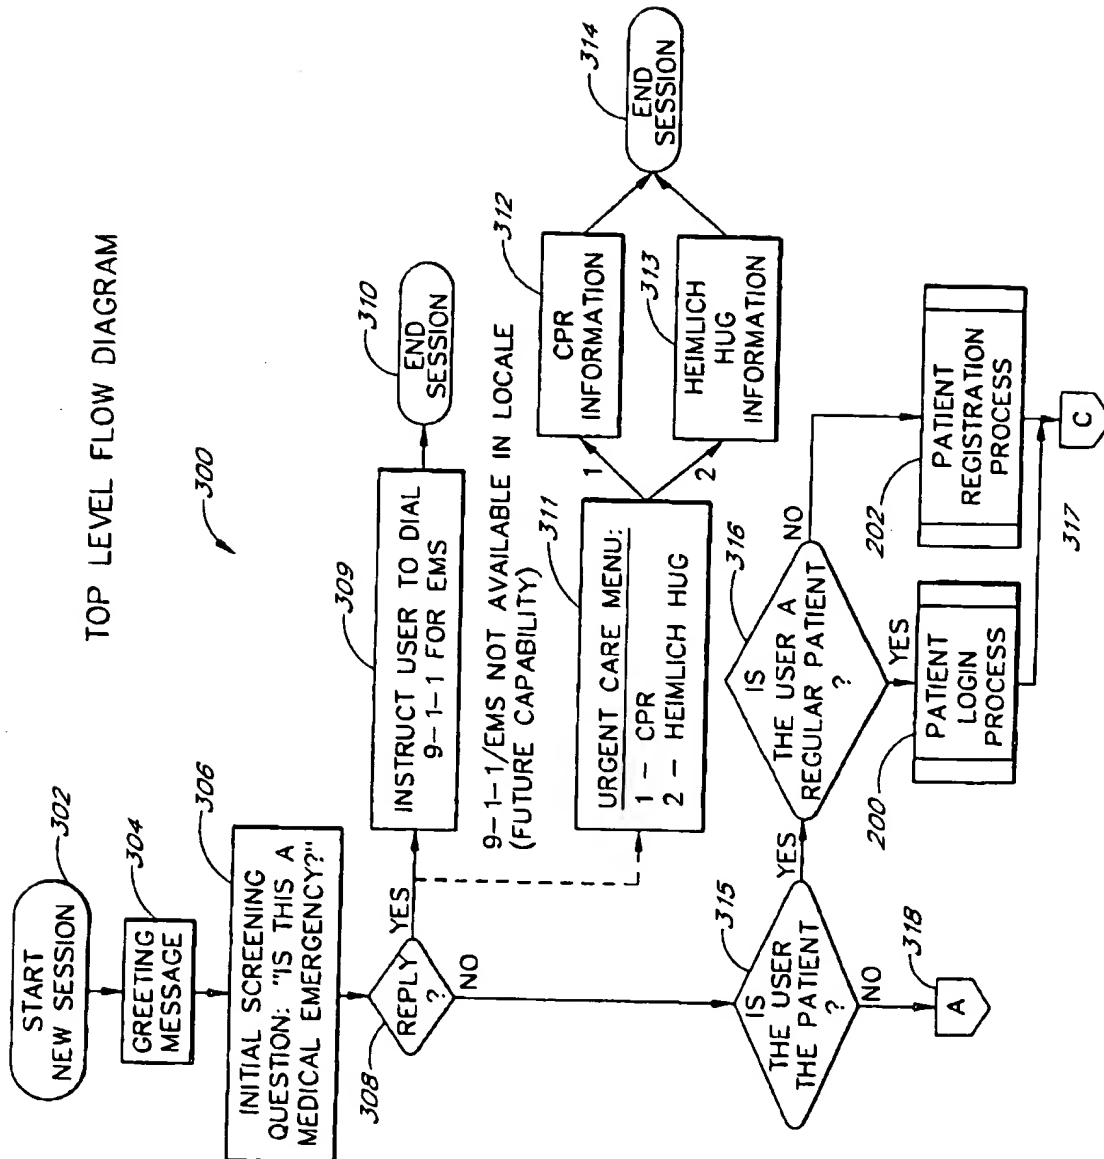 TOP LEVEL FLOW DIAGRAM
300
START
NEW SESSION
302
GREETING
MESSAGE
304
INITIAL SCREENING
QUESTION: "IS THIS A
MEDICAL EMERGENCY?"
306
REPLY
?
308
YES
NO
INSTRUCT USER TO DIAL
9-1-1 FOR EMS
309
END
SESSION
310
9-1-1/EMS NOT AVAILABLE IN LOCALE
(FUTURE CAPABILITY)
URGENT CARE MENU:
1 - CPR
2 - HEIMLICH HUG
311
1
2
CPR
INFORMATION
312
HEIMLICH
HUG
INFORMATION
313
END
SESSION
314
IS
THE USER
THE PATIENT
?
315
YES
NO
A
318
IS
THE USER A
REGULAR PATIENT
?
316
NO
YES
PATIENT
LOGIN
PROCESS
200
PATIENT
REGISTRATION
PROCESS
202
317
C